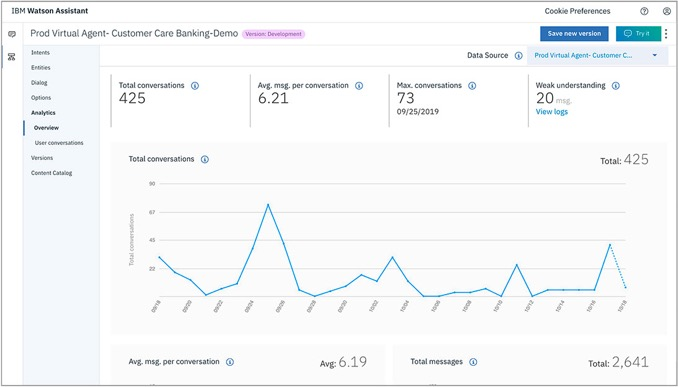 IBM Watson Assistant
Cookie Preferences
Prod Virtual Agent- Customer Care Banking-Demo
Version: Development
Save new version
Try it
Intents
Entities
Dialog
Options
Analytics
Overview
User conversations
Versions
Content Catalog
Data Source
Prod Virtual Agent- Customer C...
Total conversations
425
Avg. msg. per conversation
6.21
Max. conversations
73
09/25/2019
Weak understanding
20 msg.
View logs
Total conversations
Total: 425
Total conversations
90
67
45
22
09/18
09/20
09/22
09/24
09/26
09/28
09/30
10/02
10/04
10/06
10/08
10/10
10/12
10/14
10/16
10/18
Avg. msg. per conversation
Avg: 6.19
Total messages
Total: 2,641